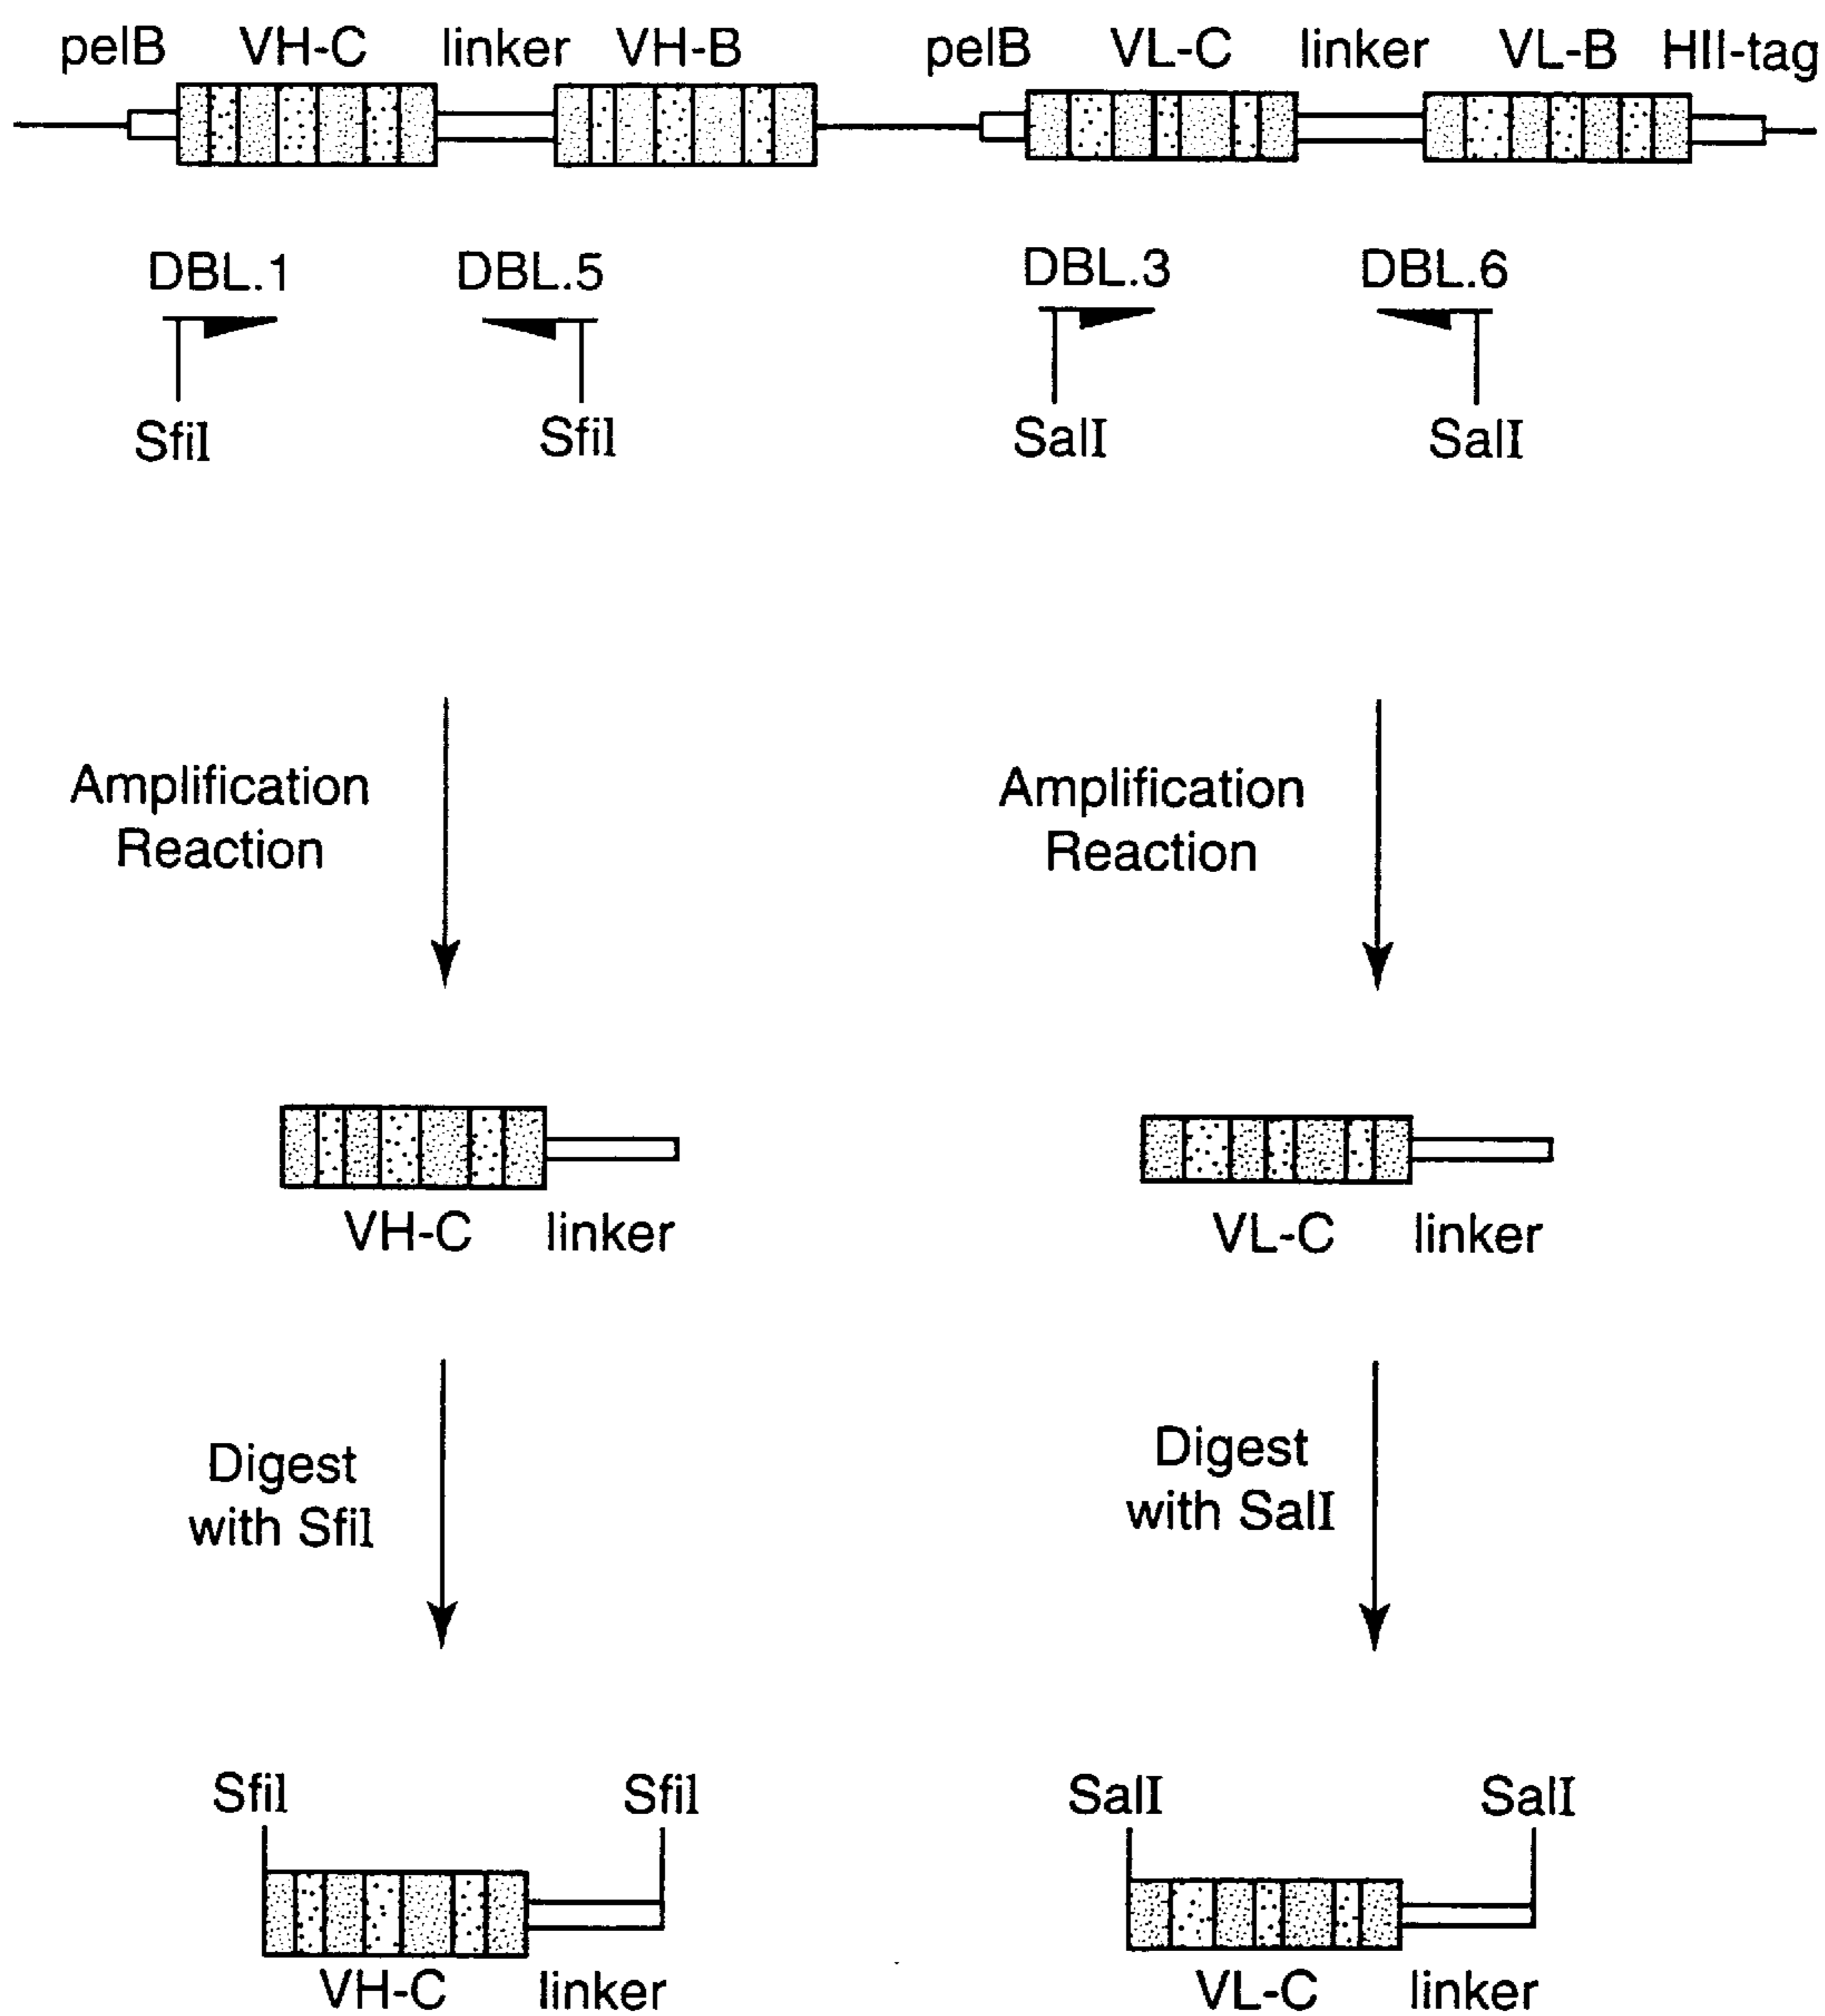 pelB VH-C linker VH-B pelB VL-C linker VL-B HII-tag
DBL.1 DBL.5 DBL.3 DBL.6
SfiI SfiI SalI SalI
Amplification
Reaction
Amplification
Reaction
VH-C linker VL-C linker
Digest
with SfiI
Digest
with SalI
SfiI SfiI SalI SalI
VH-C linker VL-C linker